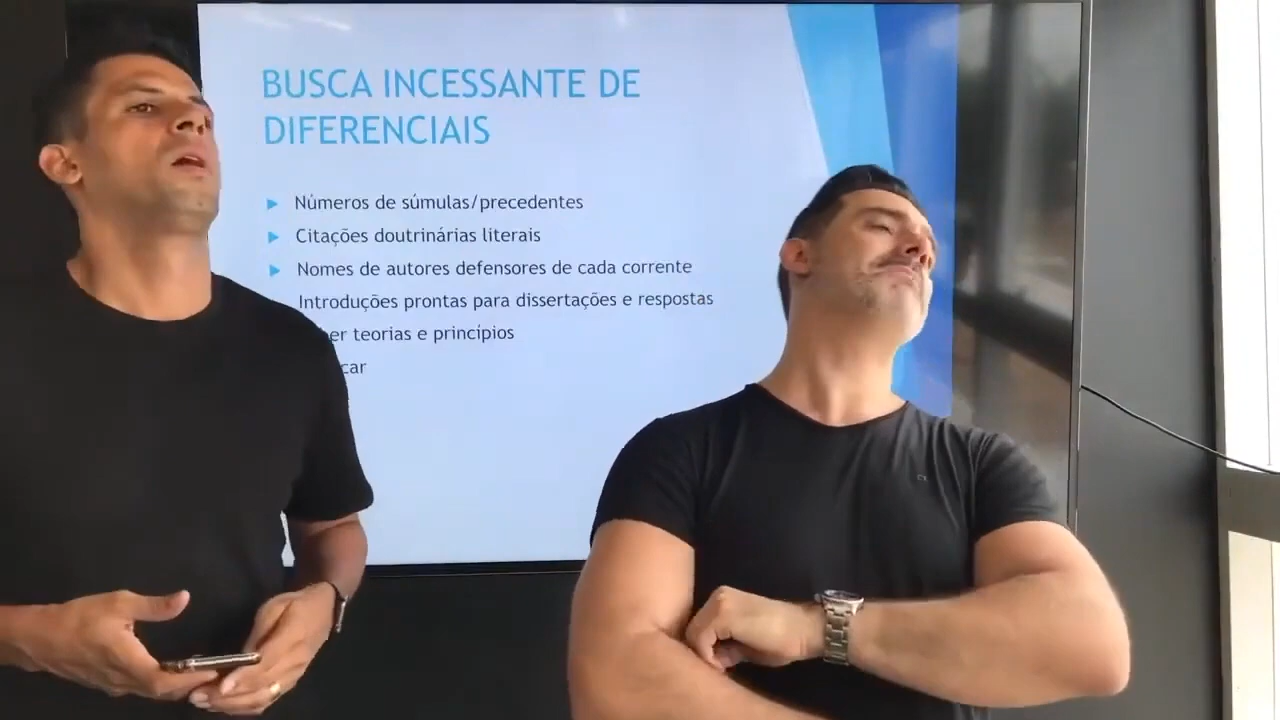 BUSCA INCESSANTE DE
DIFERENCIAIS
Números de súmulas/precedentes
Citações doutrinárias literais
Nomes de autores defensores de cada corrente
Introduções prontas para dissertações e respostas
teorias e princípios